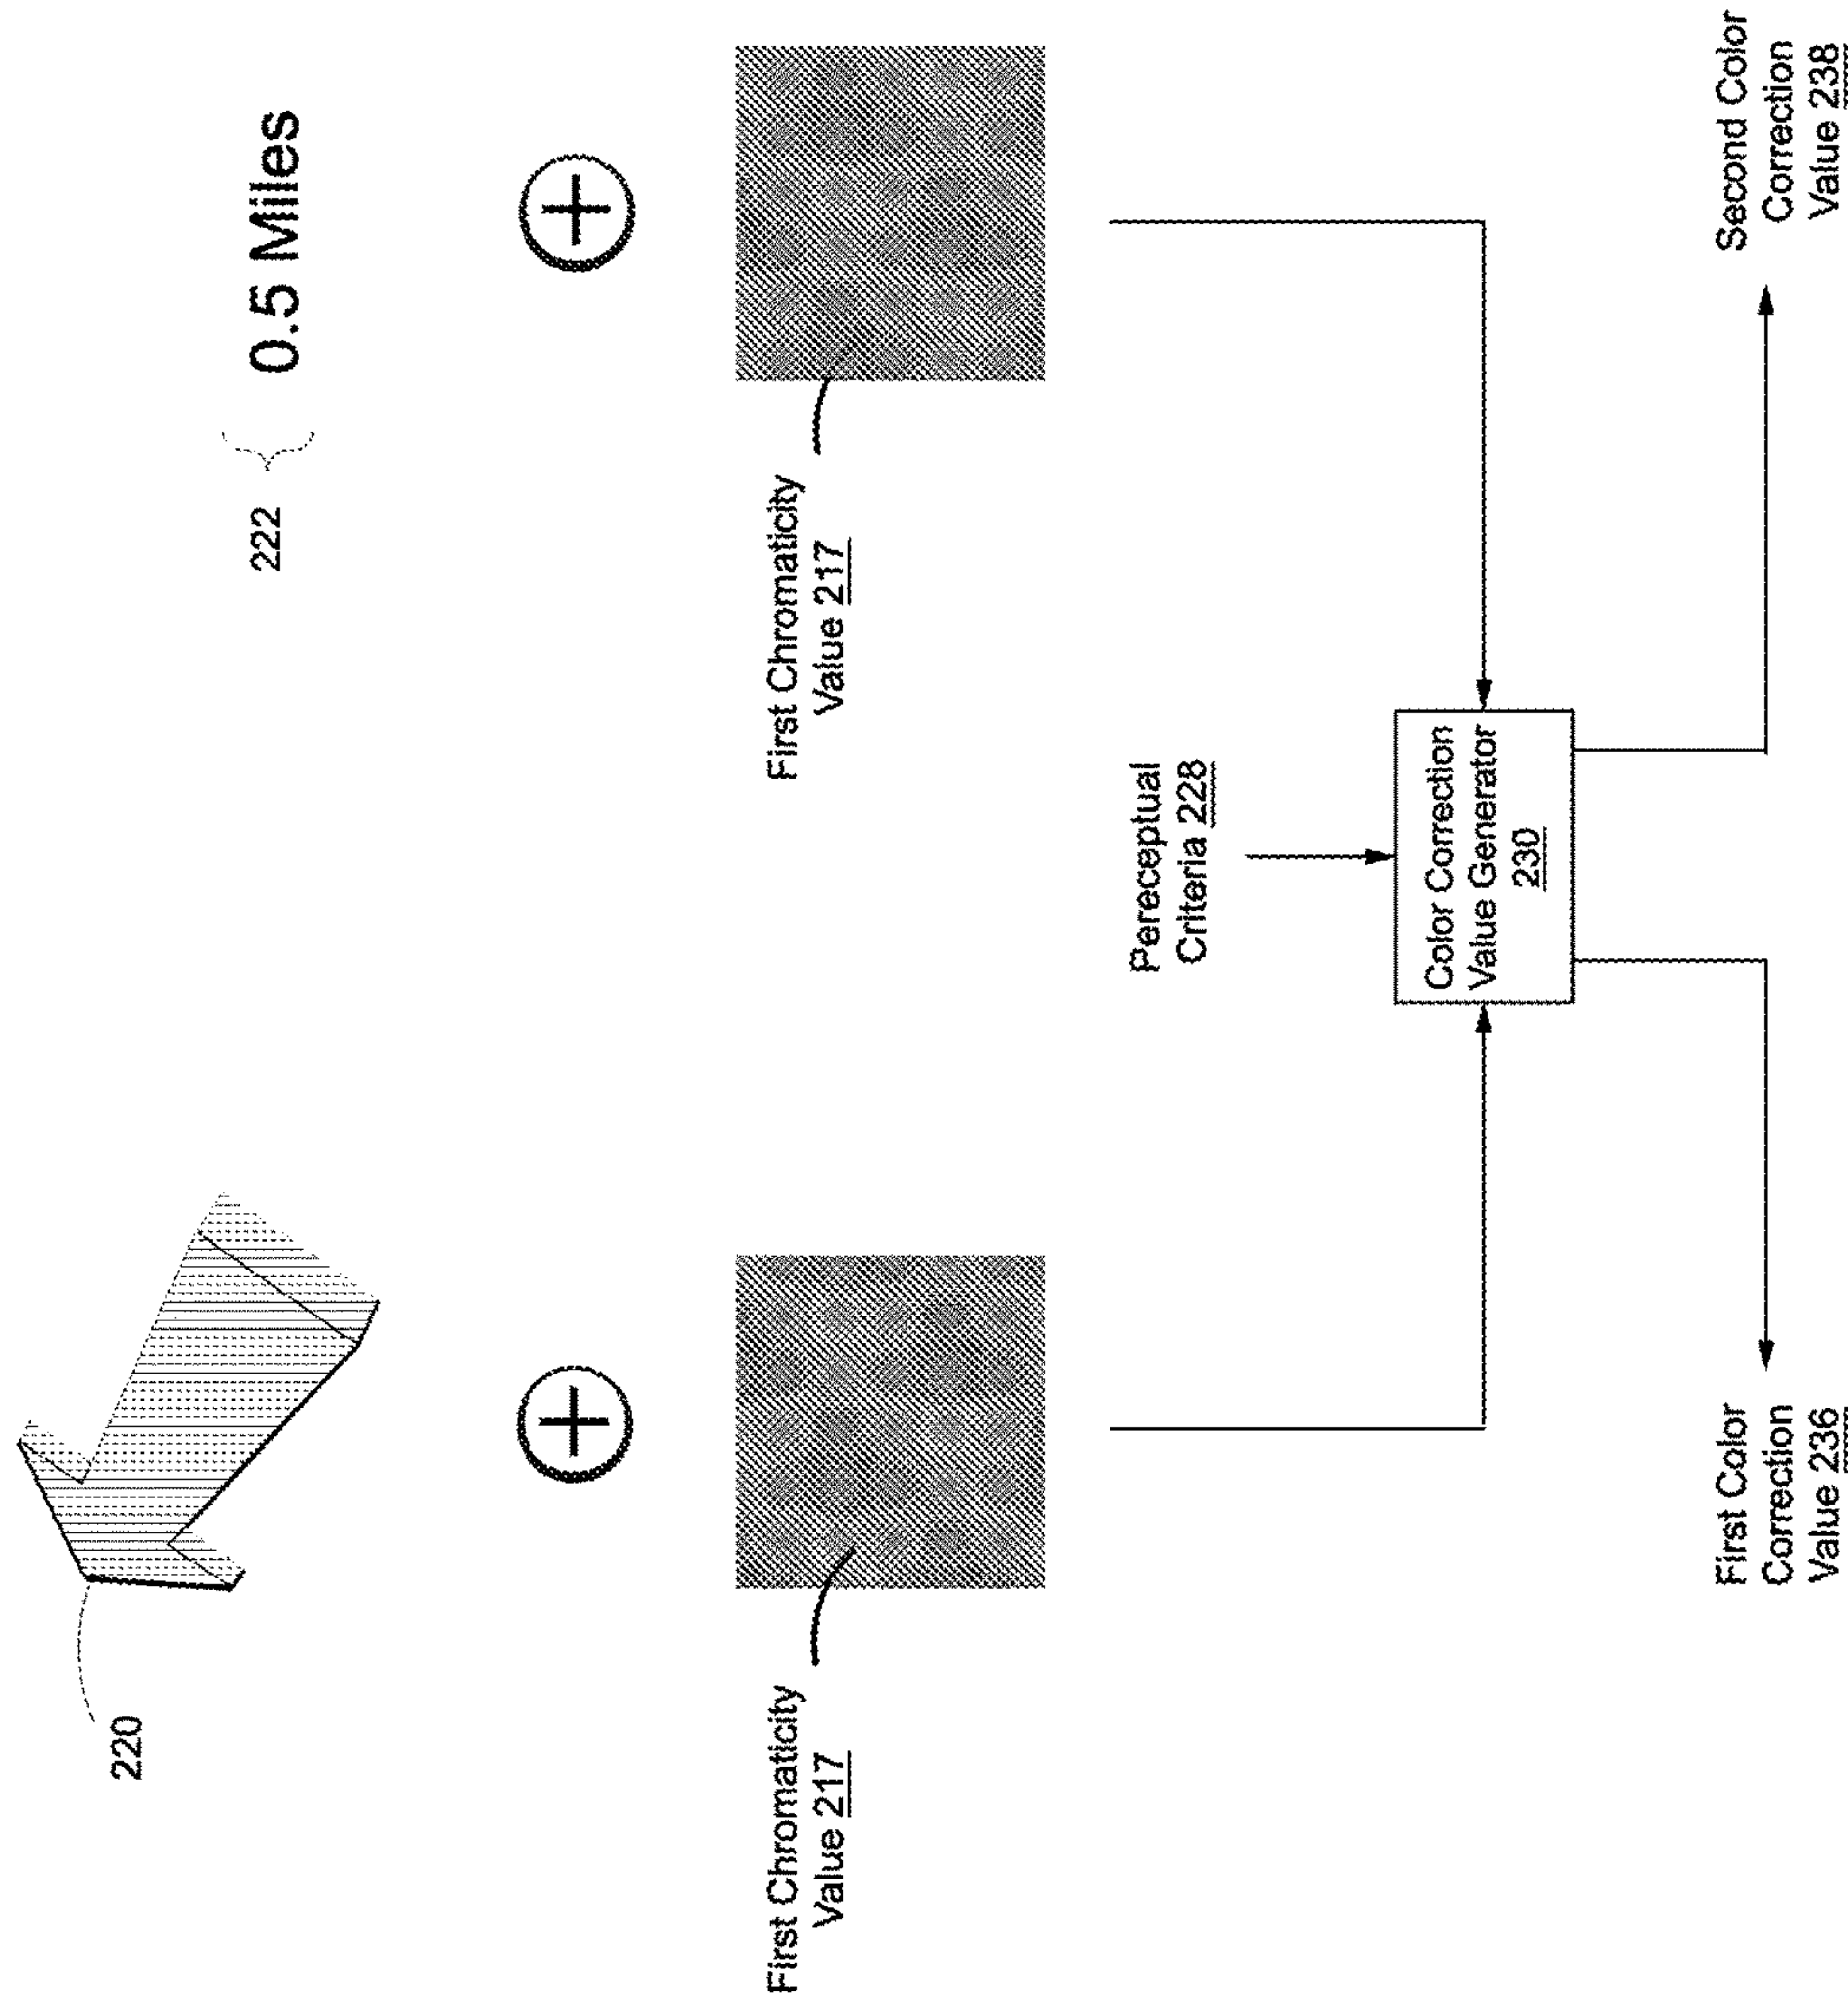 220
222
0.5 Miles
First Chromaticity
Value 217
First Chromaticity
Value 217
Pereceptual
Criteria 228
Color Correction
Value Generator
230
First Color
Correction
Value 236
Second Color
Correction
Value 238